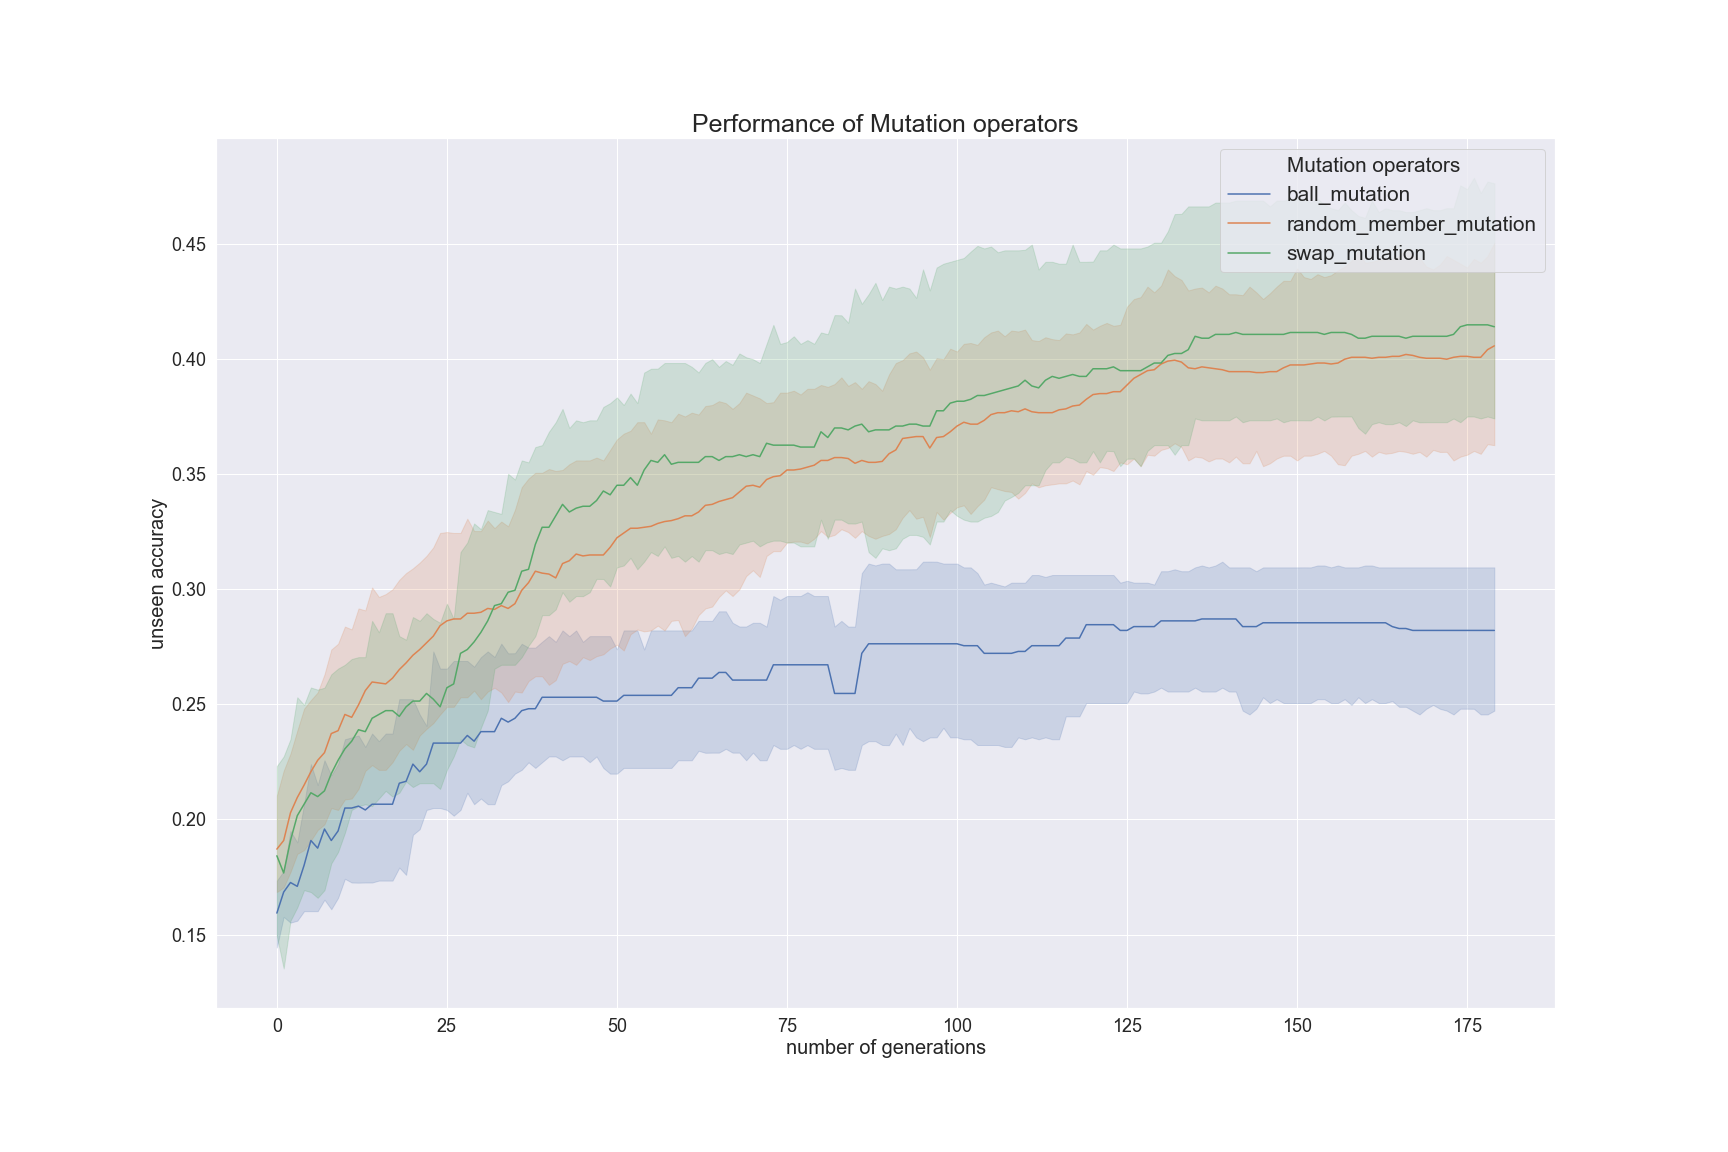 Performance of Mutation operators
Mutation operators
ball_mutation
random_member_mutation
swap_mutation
unseen accuracy
0.45
0.40
0.35
0.30
0.25
0.20
0.15
0 25 50 75 100 125 150 175
number of generations